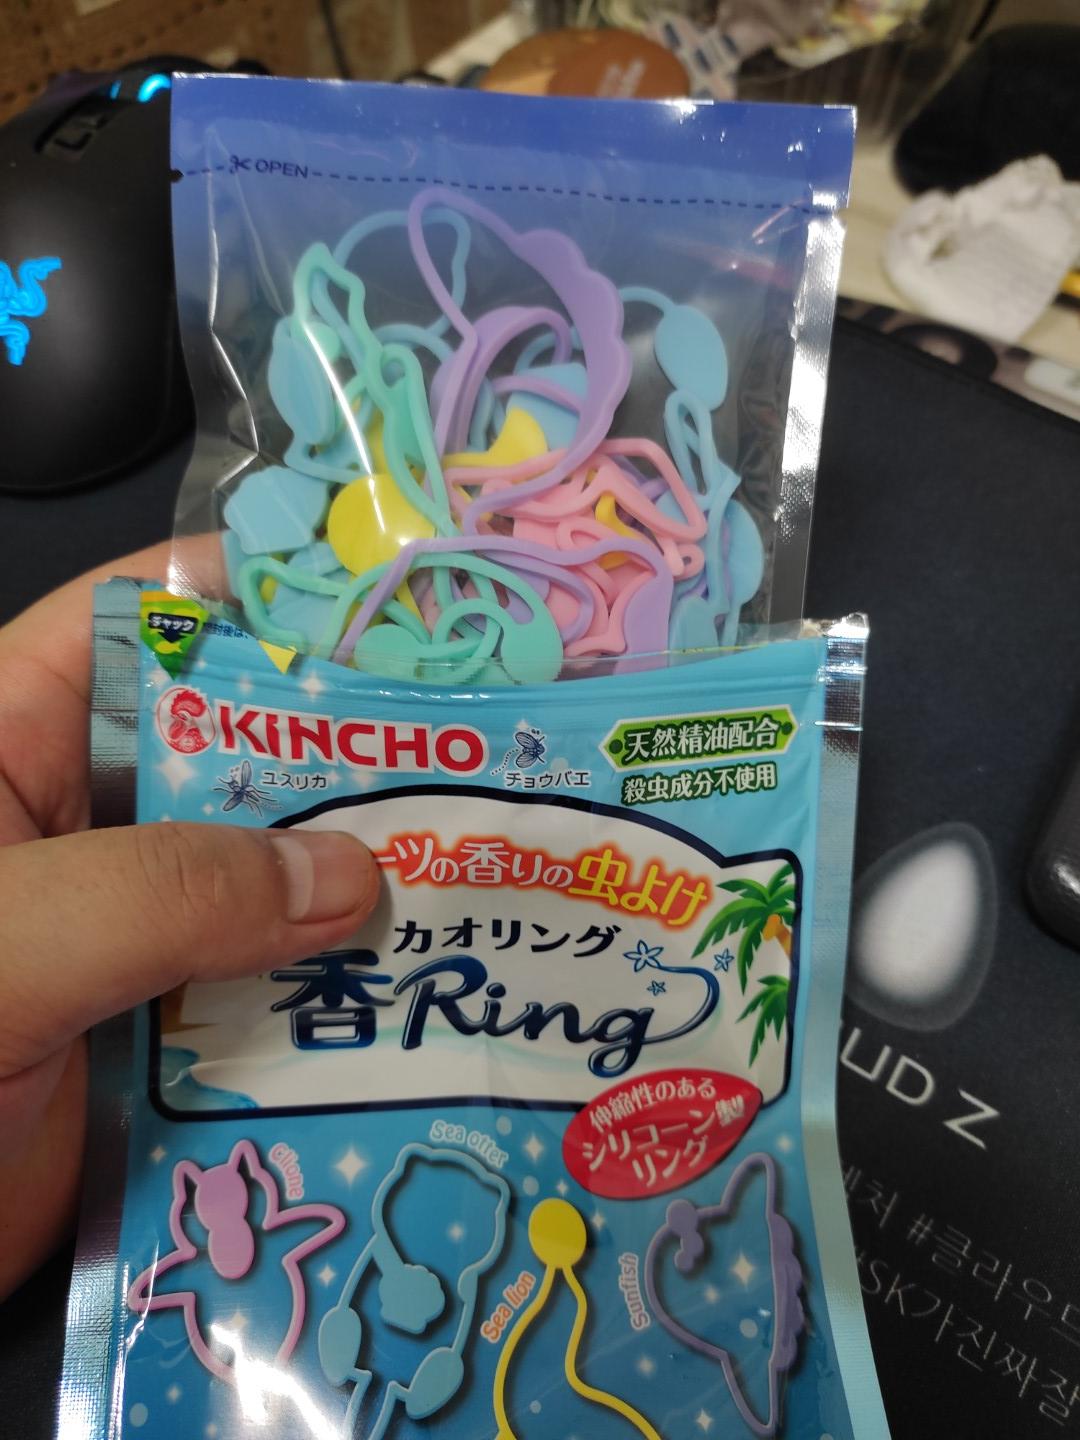 OPEN
チャック
KINCHO
天然精油配合
殺虫成分不使用
ユスリカ
チョウバエ
ーツの香りの虫よけ
カオリング
香Ring
伸縮性のある
シリコーン製
リング
Clione
Sea otter
Sea lion
Sunfish
UD Z
#클라우드
#SK가진짜잘